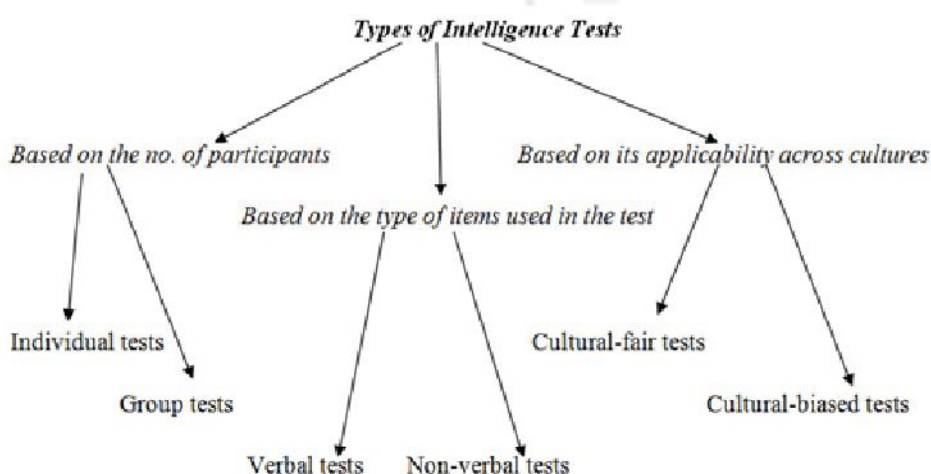 Types of Intelligence Tests
Based on the no. of participants
Based on its applicability across cultures
Based on the type of items used in the test
Individual tests
Cultural-fair tests
Group tests
Cultural-biased tests
Verbal tests
Non-verbal tests